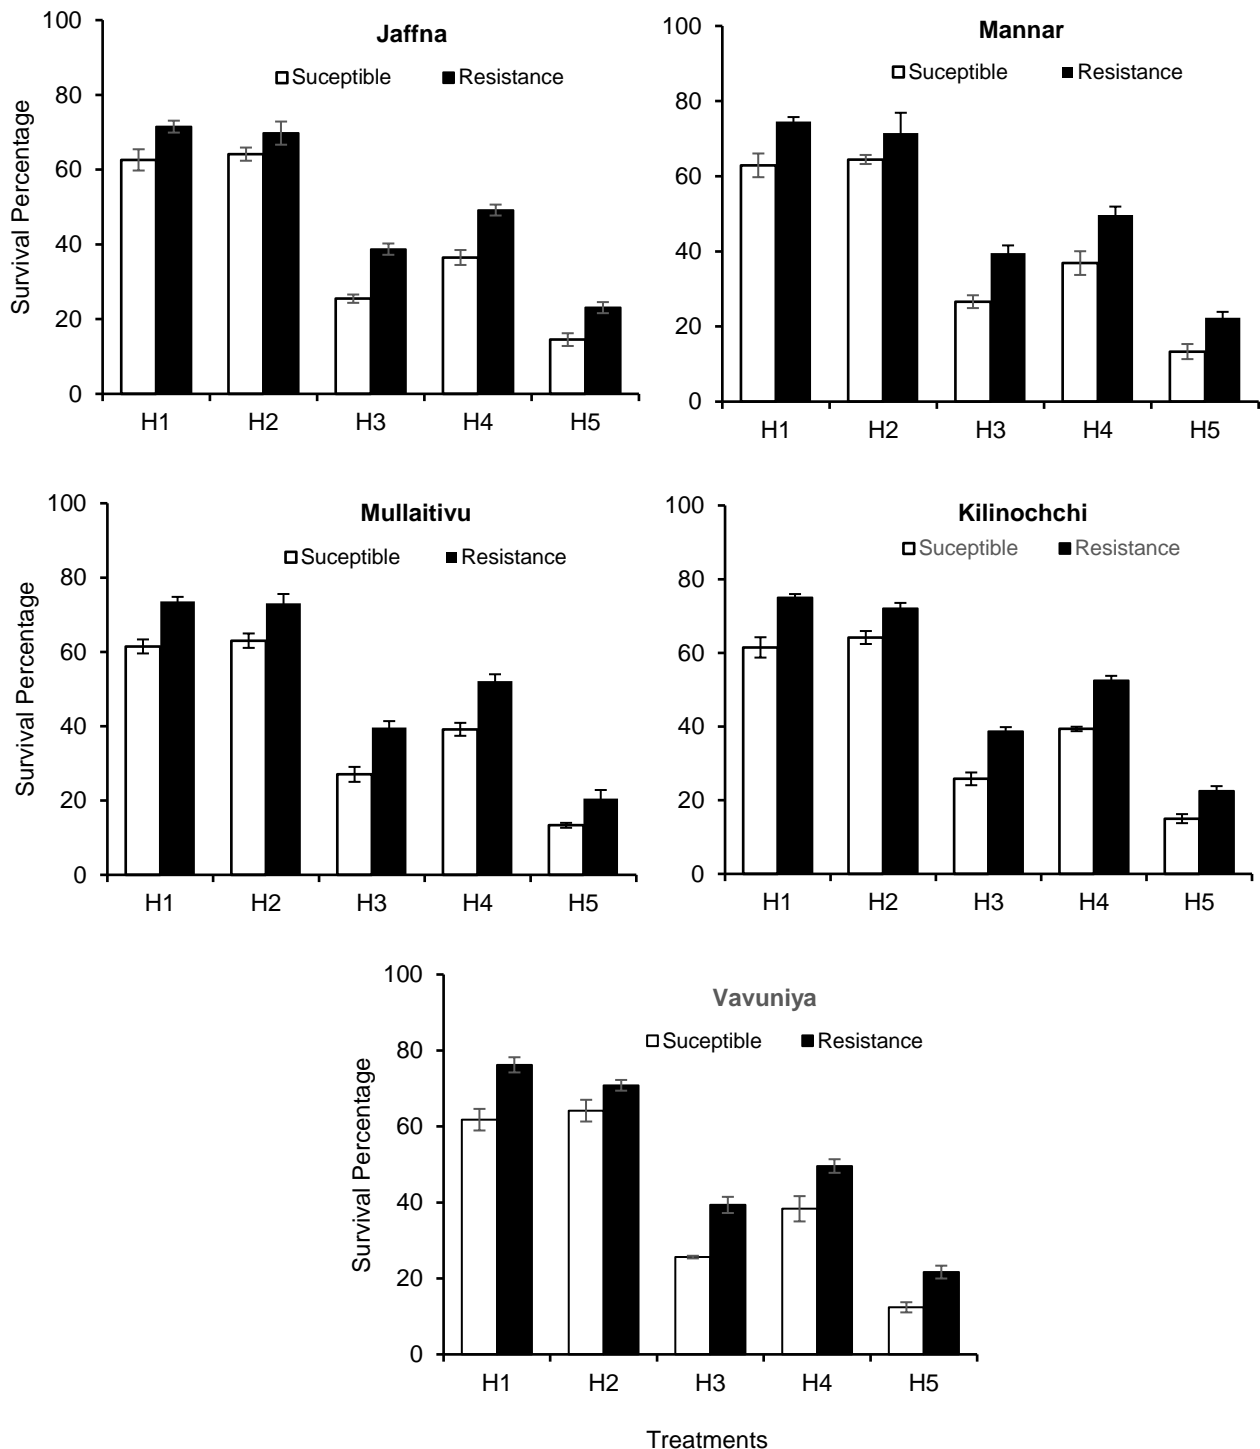 Jaffna
Suceptible Resistance
Survival Percentage
100
80
60
40
20
0
H1 H2 H3 H4 H5
Mannar
Suceptible Resistance
100
80
60
40
20
0
H1 H2 H3 H4 H5
Mullaitivu
Suceptible Resistance
Survival Percentage
100
80
60
40
20
0
H1 H2 H3 H4 H5
Kilinochchi
Suceptible Resistance
100
80
60
40
20
0
H1 H2 H3 H4 H5
Vavuniya
Suceptible Resistance
Survival Percentage
100
80
60
40
20
0
H1 H2 H3 H4 H5
Treatments